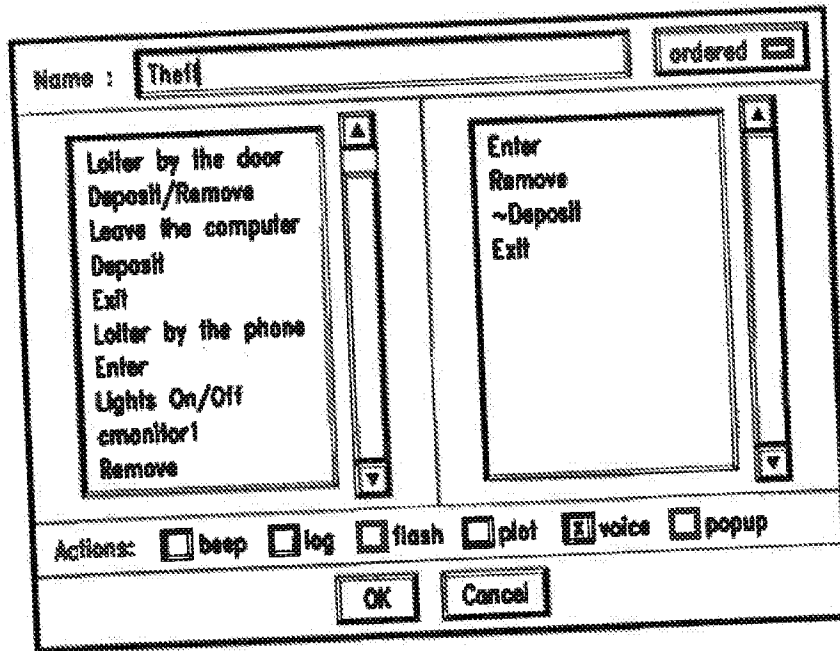 Name : Theft
ordered
Loiter by the door
Deposit/Remove
Leave the computer
Deposit
Exit
Loiter by the phone
Enter
Lights On/Off
cmonitor1
Remove
Enter
Remove
~Deposit
Exit
Actions: beep log flash plot x voice popup
OK Cancel